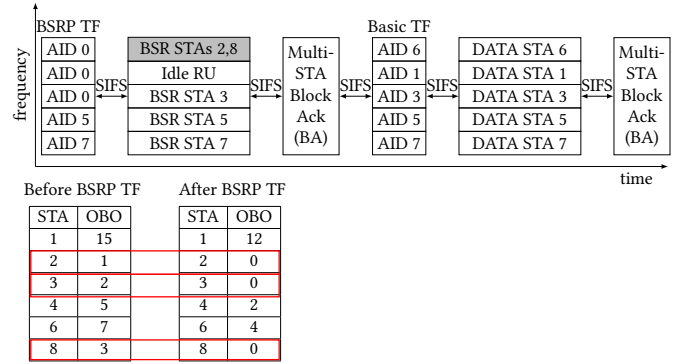 BSRP TF
Basic TF
frequency
AID 0
AID 0
AID 0
AID 5
AID 7
SIFS
BSR STAs 2,8
Idle RU
BSR STA 3
BSR STA 5
BSR STA 7
SIFS
Multi-
STA
Block
Ack
(BA)
SIFS
AID 6
AID 1
AID 3
AID 5
AID 7
SIFS
DATA STA 6
DATA STA 1
DATA STA 3
DATA STA 5
DATA STA 7
SIFS
Multi-
STA
Block
Ack
(BA)
time
Before BSRP TF
STA OBO
1 15
2 1
3 2
4 5
6 7
8 3
After BSRP TF
STA OBO
1 12
2 0
3 0
4 2
6 4
8 0